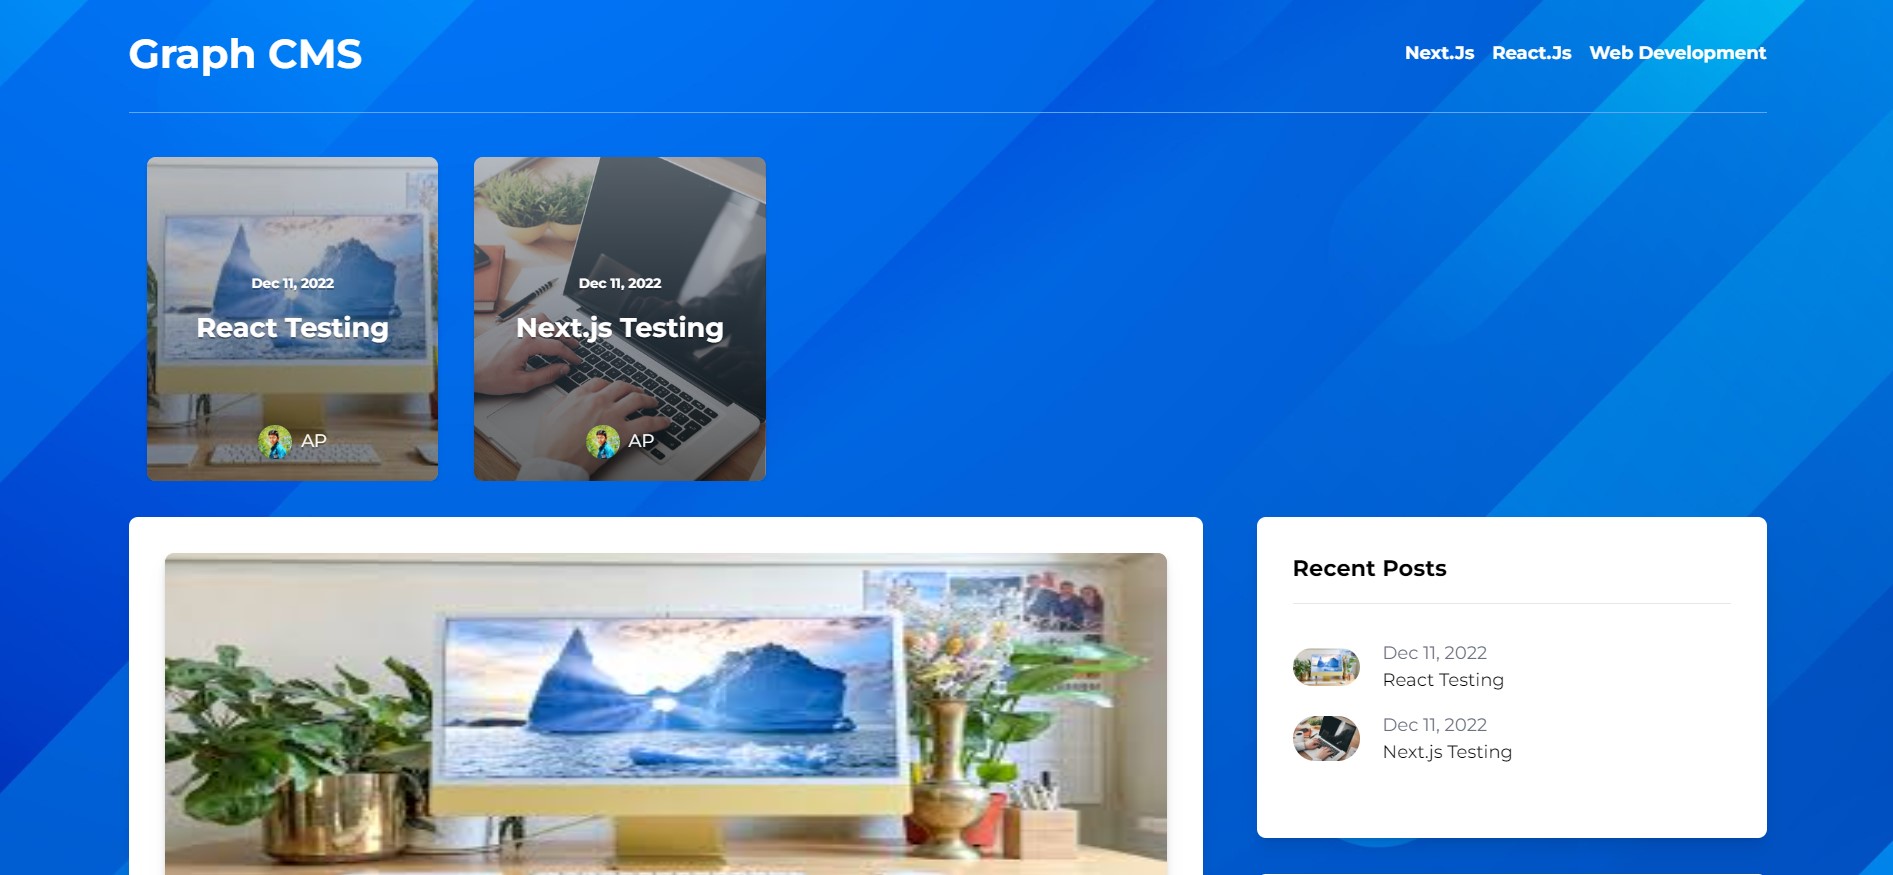 Graph CMS
Next.Js React.Js Web Development
Dec 11, 2022
React Testing
AP
Dec 11, 2022
Next.js Testing
AP
Recent Posts
Dec 11, 2022
React Testing
Dec 11, 2022
Next.js Testing